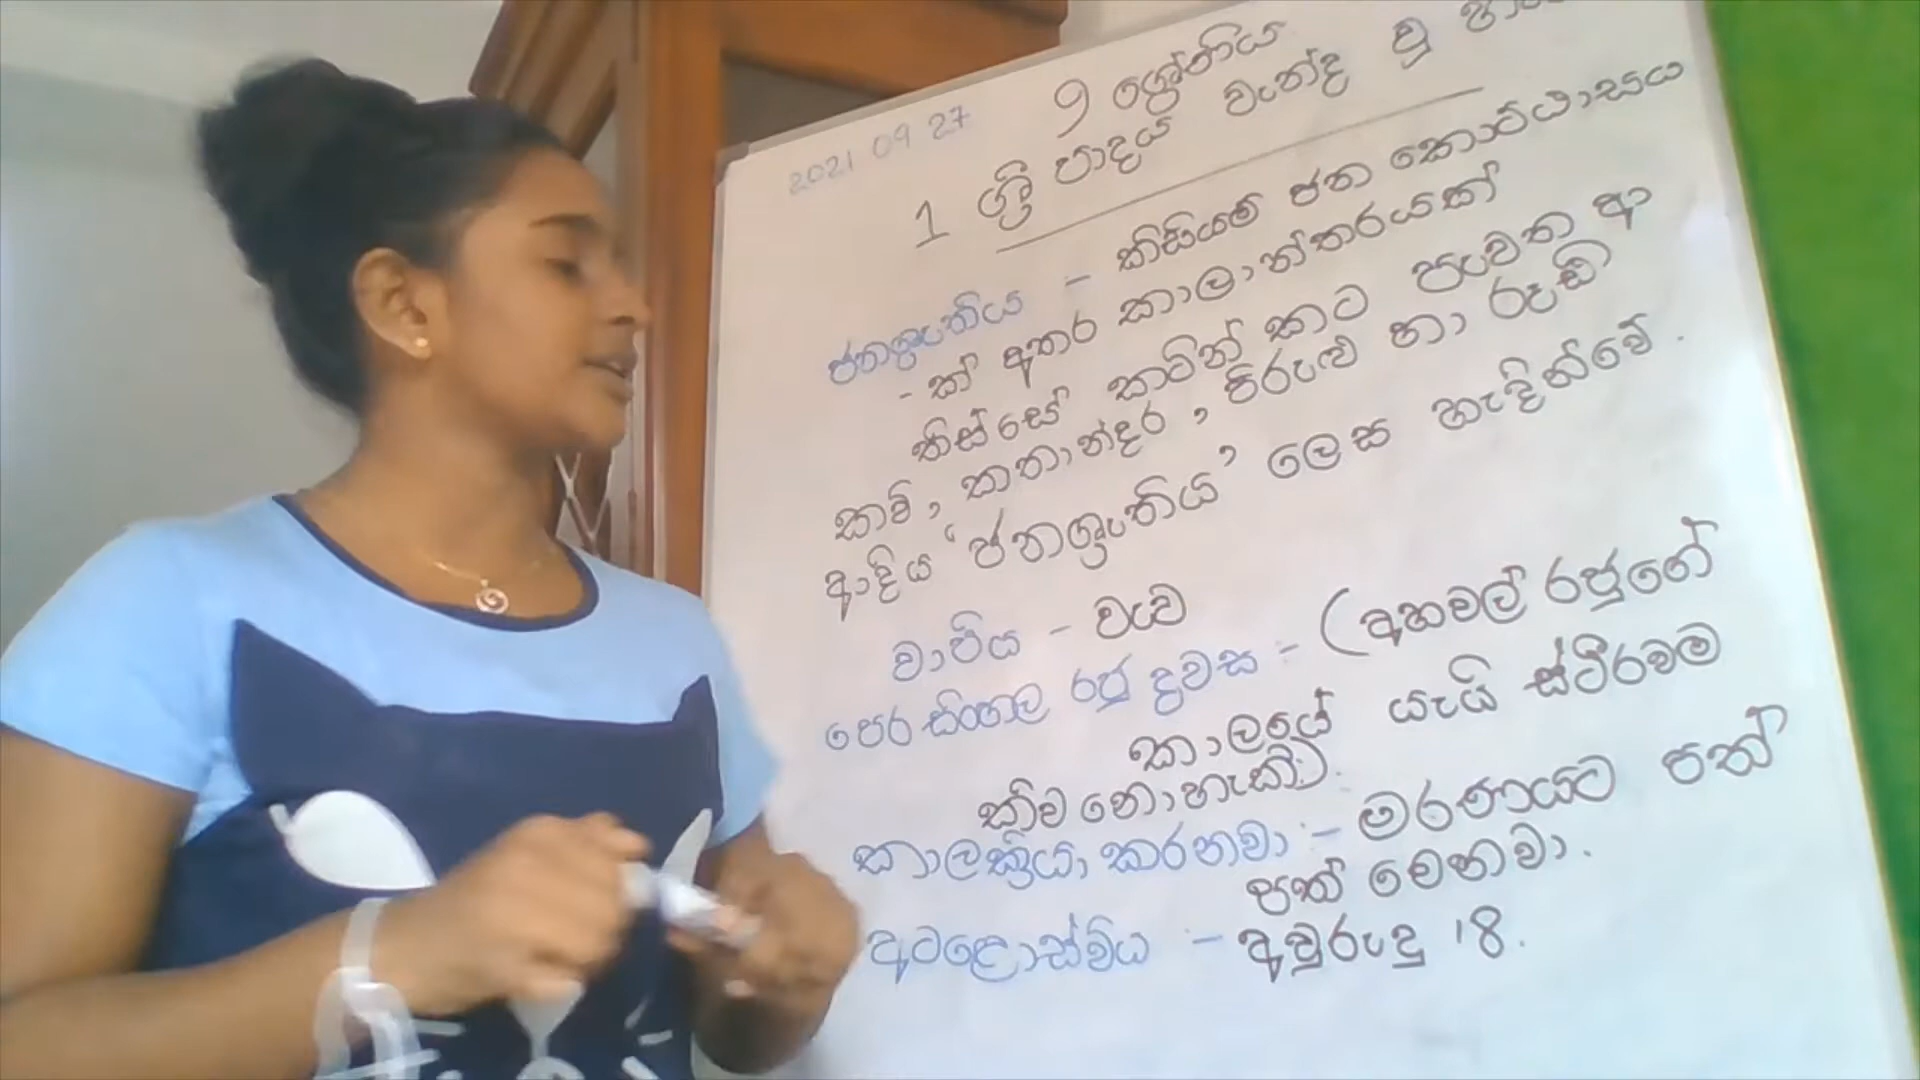 2021 09 27
9 ශ්‍රේණිය
1 ශ්‍රී පාදය වැන්ද වූ
ජනශ්‍රැතිය - කිසියම් ජන කොට්ඨාසය
- ක් අතර කාලාන්තරයක්
තිස්සේ කටින් කට පැවත ආ
කවි, කතාන්දර, පිරුළු හා රූඩි
ආදිය 'ජනශ්‍රැතිය' ලෙස හැඳින්වේ.
වාපිය - වැව
පෙර සිංහල රජු දවස :- (අහවල් රජුගේ
කාලයේ යැයි ස්ථිරවම
කිව නොහැකි).
කාලක්‍රියා කරනවා :- මරණයට පත්
පත් වෙනවා.
අටළොස්විය - අවුරුදු 18.